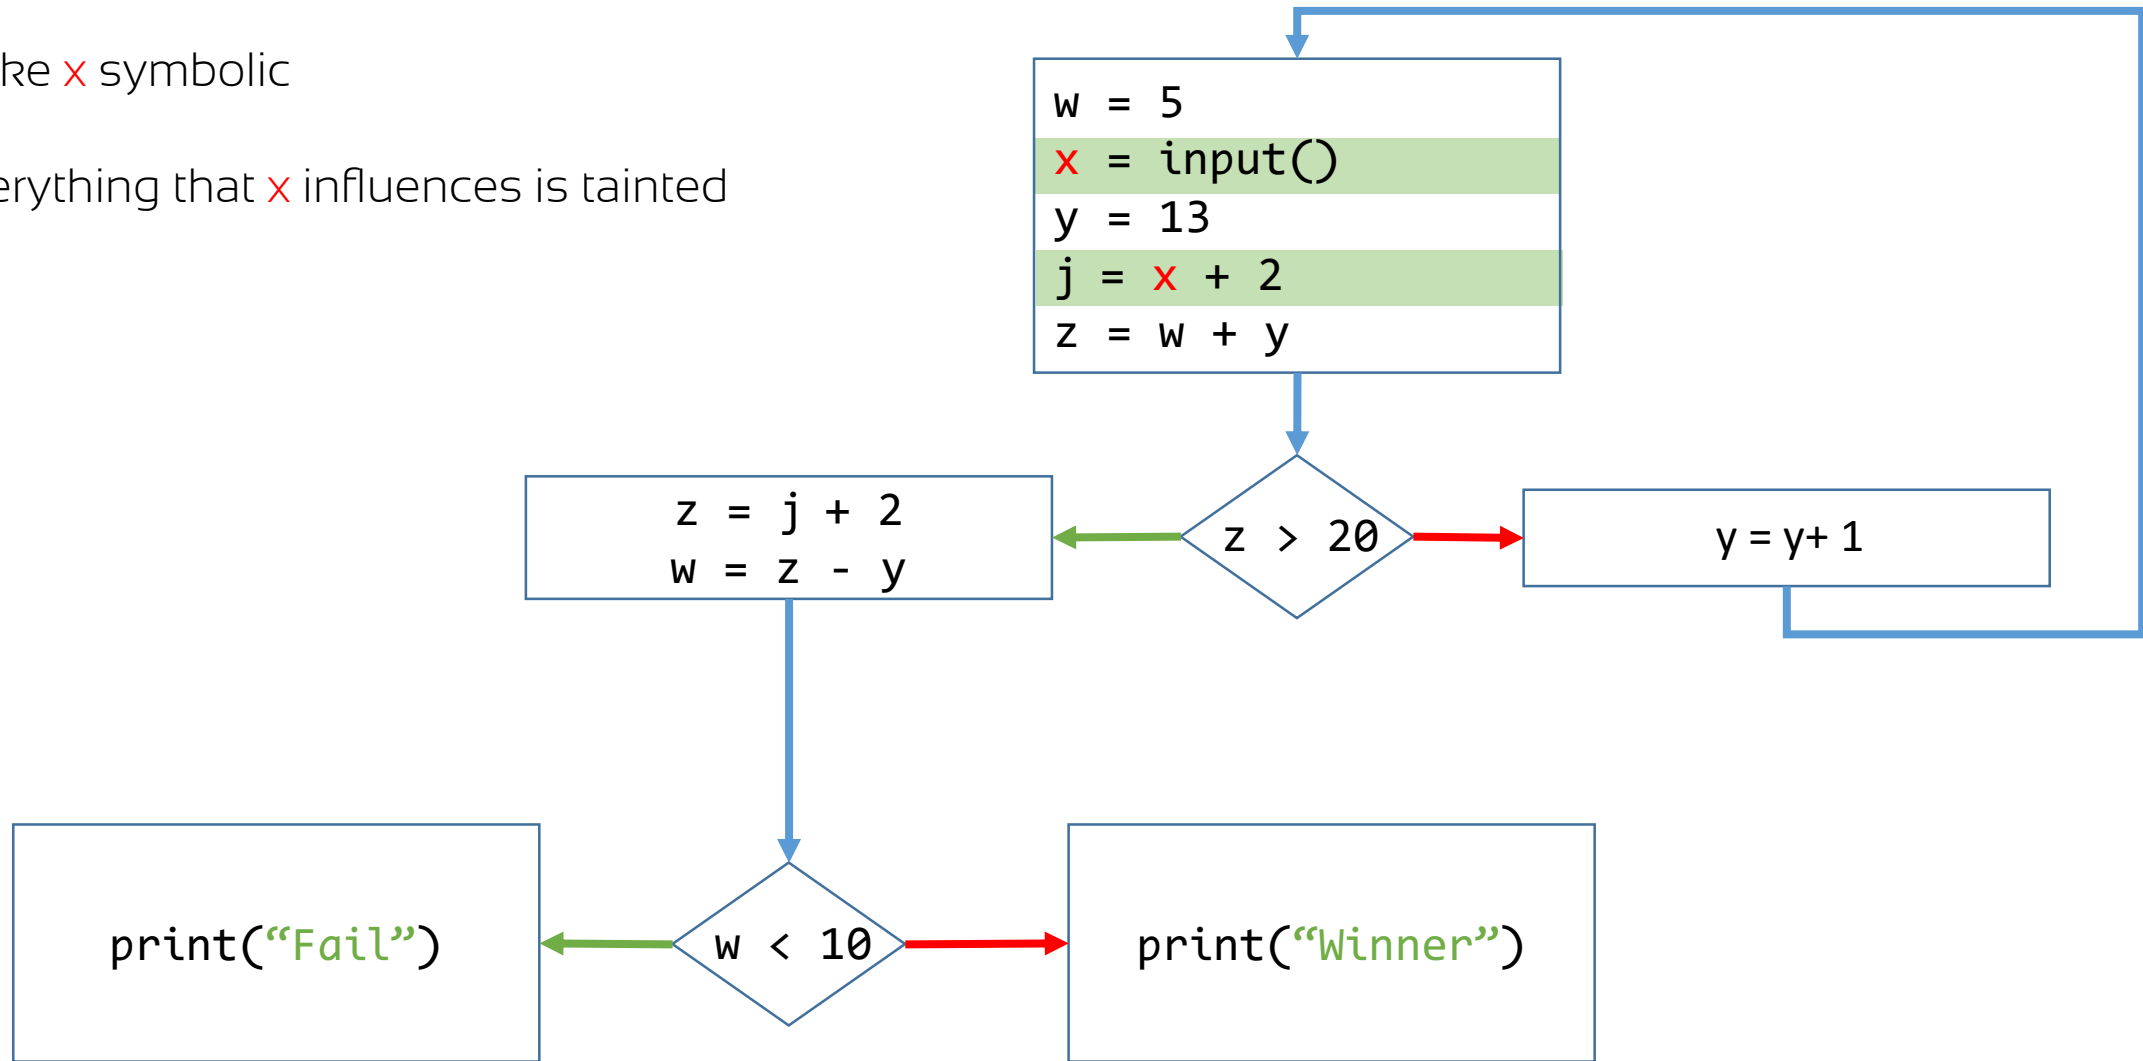 ke x symbolic
erything that x influences is tainted
w = 5
x = input()
y = 13
j = x + 2
z = w + y
z = j + 2
w = z - y
z > 20
y = y+ 1
print(“Fail”)
w < 10
print(“Winner”)